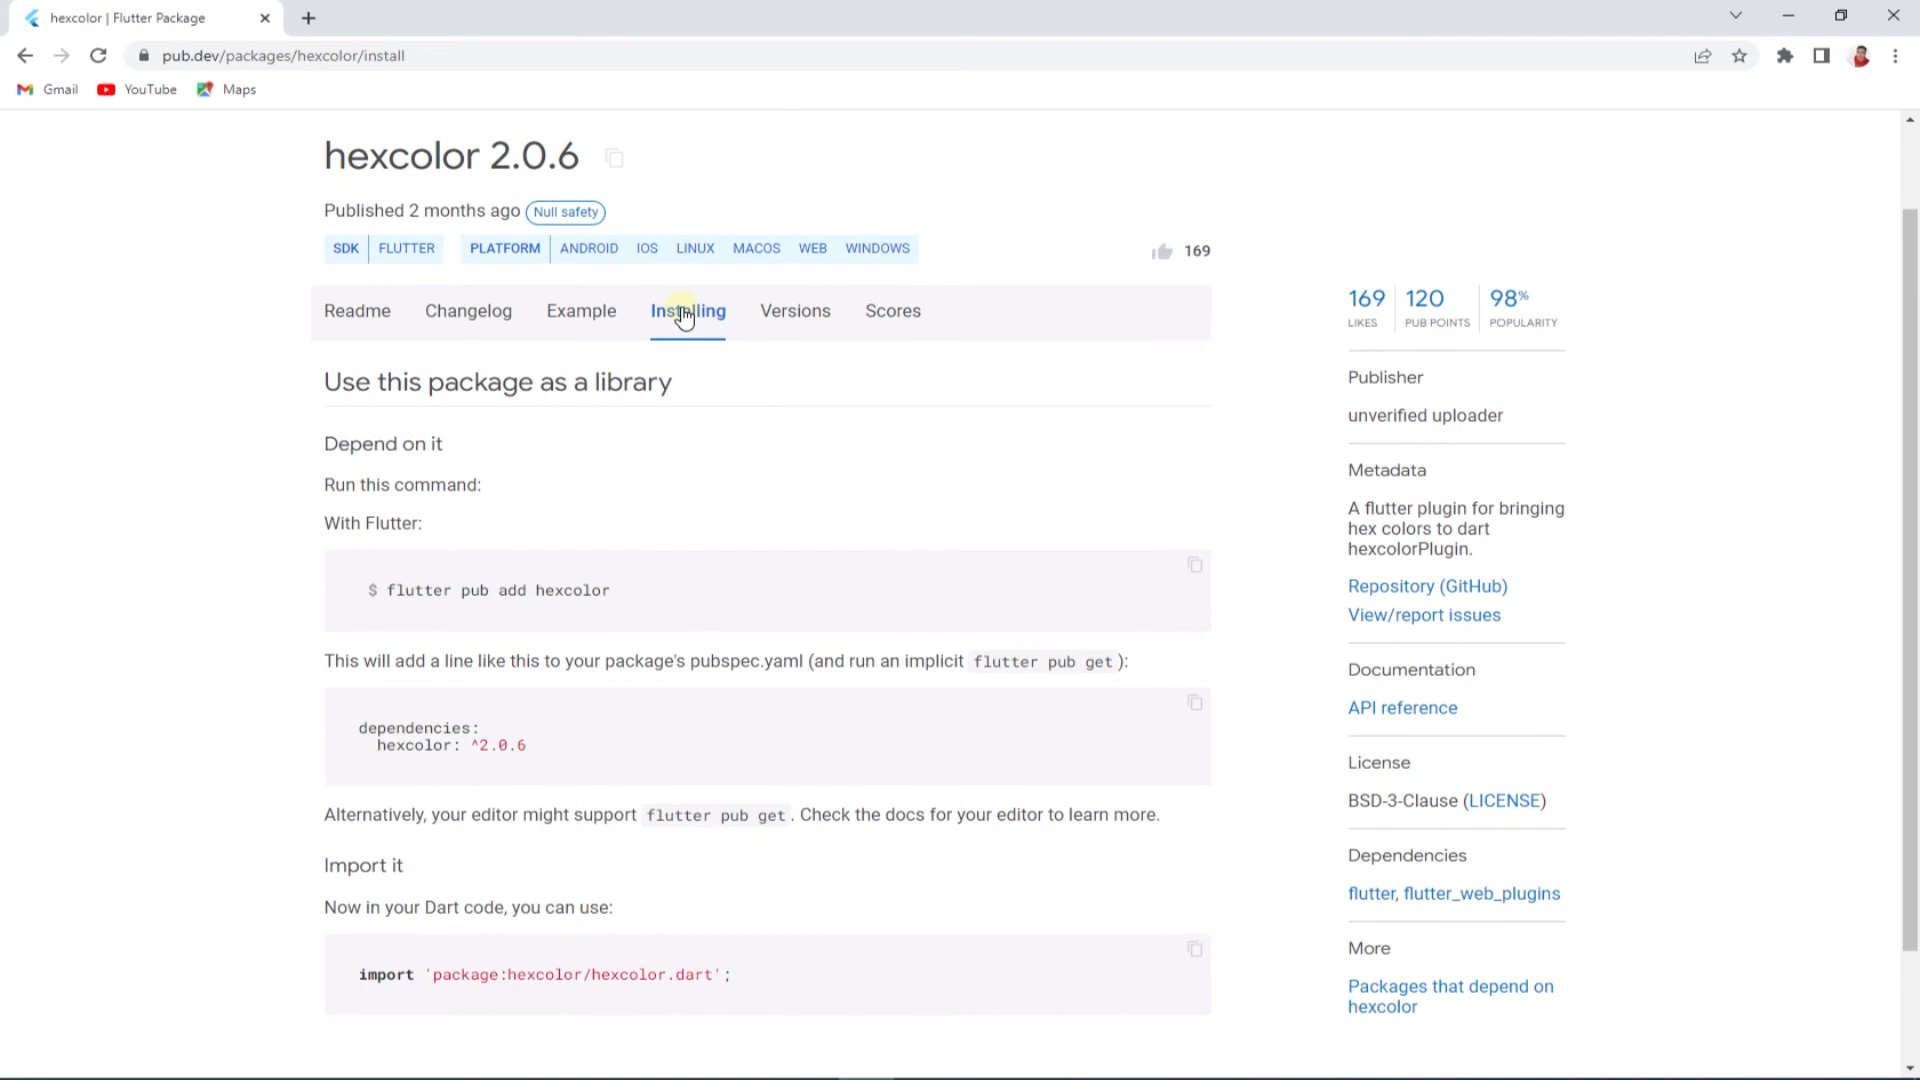 hexcolor | Flutter Package
pub.dev/packages/hexcolor/install
Gmail YouTube Maps
hexcolor 2.0.6
Published 2 months ago Null safety
SDK FLUTTER PLATFORM ANDROID IOS LINUX MACOS WEB WINDOWS 169
Readme Changelog Example Installing Versions Scores
Use this package as a library
Depend on it
Run this command:
With Flutter:
$ flutter pub add hexcolor
This will add a line like this to your package's pubspec.yaml (and run an implicit flutter pub get ):
dependencies:
hexcolor: ^2.0.6
Alternatively, your editor might support flutter pub get . Check the docs for your editor to learn more.
Import it
Now in your Dart code, you can use:
import 'package:hexcolor/hexcolor.dart';
169 120 98%
LIKES PUB POINTS POPULARITY
Publisher
unverified uploader
Metadata
A flutter plugin for bringing
hex colors to dart
hexcolorPlugin.
Repository (GitHub)
View/report issues
Documentation
API reference
License
BSD-3-Clause (LICENSE)
Dependencies
flutter, flutter_web_plugins
More
Packages that depend on
hexcolor